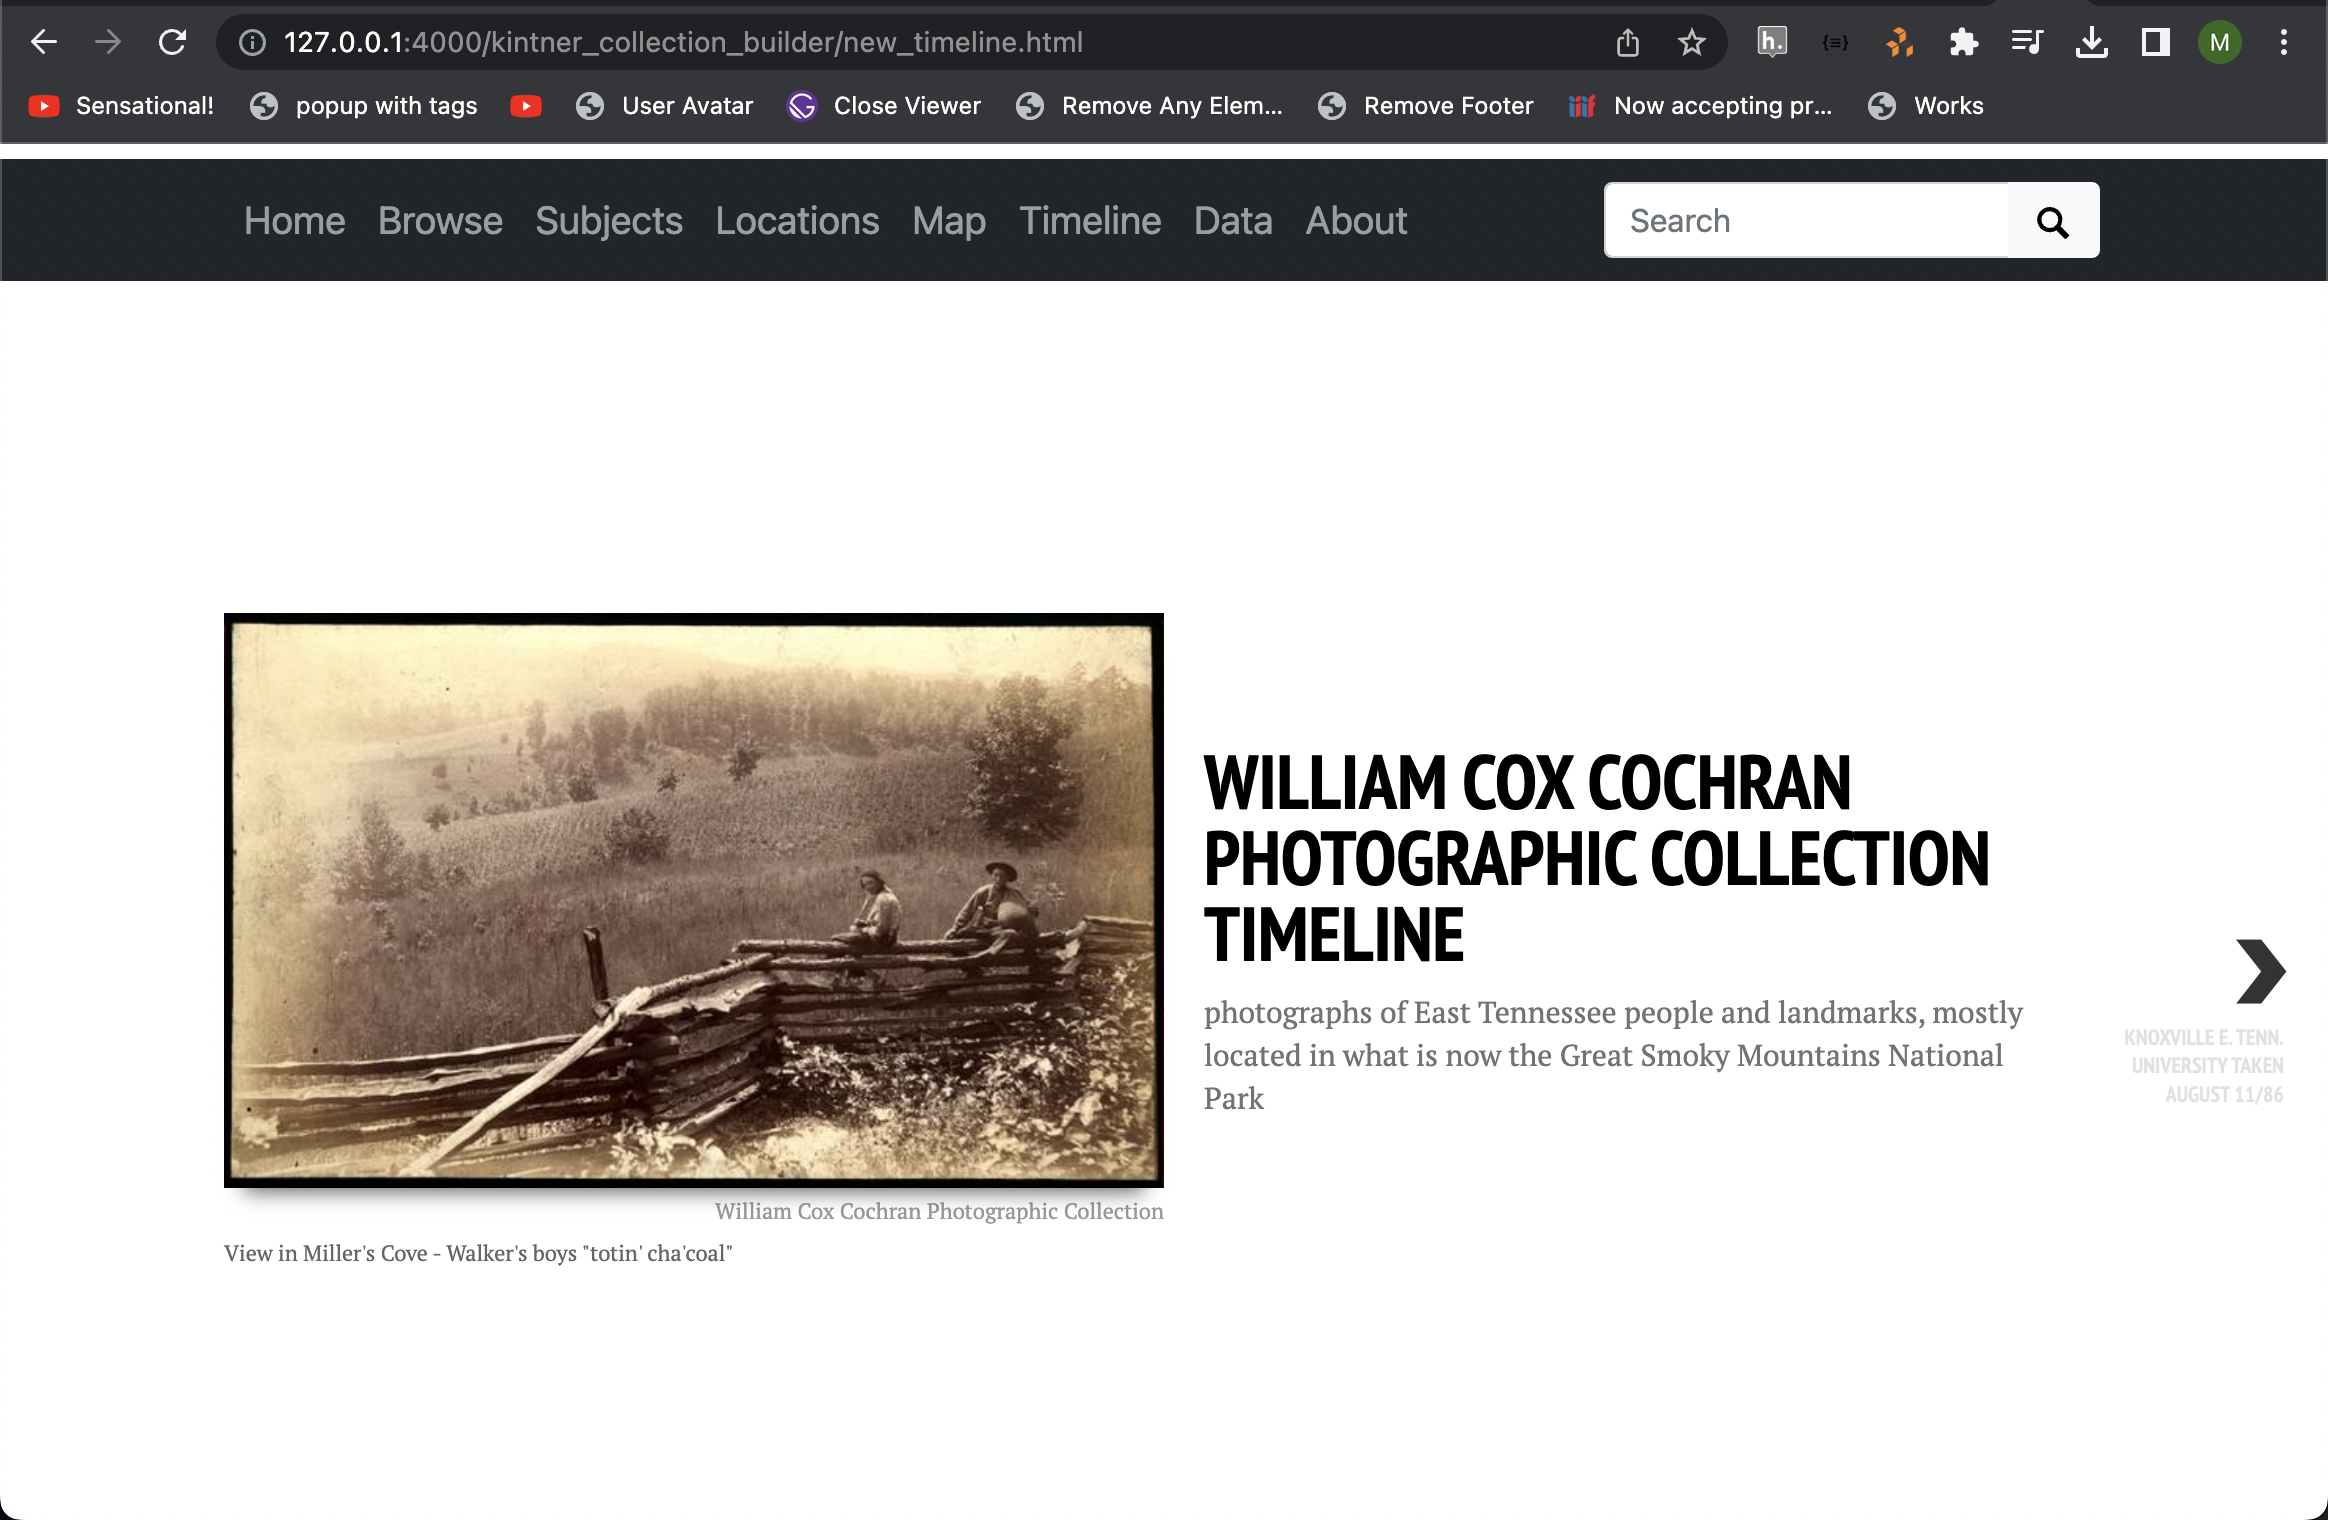 127.0.0.1:4000/kintner_collection_builder/new_timeline.html
h.
{≡}
M
Sensational!
popup with tags
User Avatar
Close Viewer
Remove Any Elem...
Remove Footer
iiif
Now accepting pr...
Works
Home
Browse
Subjects
Locations
Map
Timeline
Data
About
Search
WILLIAM COX COCHRAN
PHOTOGRAPHIC COLLECTION
TIMELINE
photographs of East Tennessee people and landmarks, mostly
located in what is now the Great Smoky Mountains National
Park
KNOXVILLE E. TENN.
UNIVERSITY TAKEN
AUGUST 11/86
William Cox Cochran Photographic Collection
View in Miller's Cove - Walker's boys "totin' cha'coal"